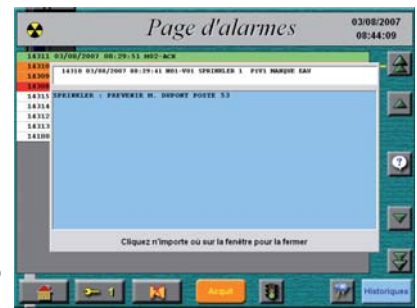 Page d'alarmes
03/08/2007
08:44:09
14311 03/08/2007 08:29:51 M02-ACK
14310
14310 03/08/2007 08:29:41 M01-V01 SPRINKLER 1 P1V1 MANQUE EAU
14309
14308
14315
SPRINKLER : PREVENIR M. DUPONT POSTE 53
14314
14312
14313
14100
Cliquez n'importe où sur la fenêtre pour la fermer
1
Acquit
Historiques